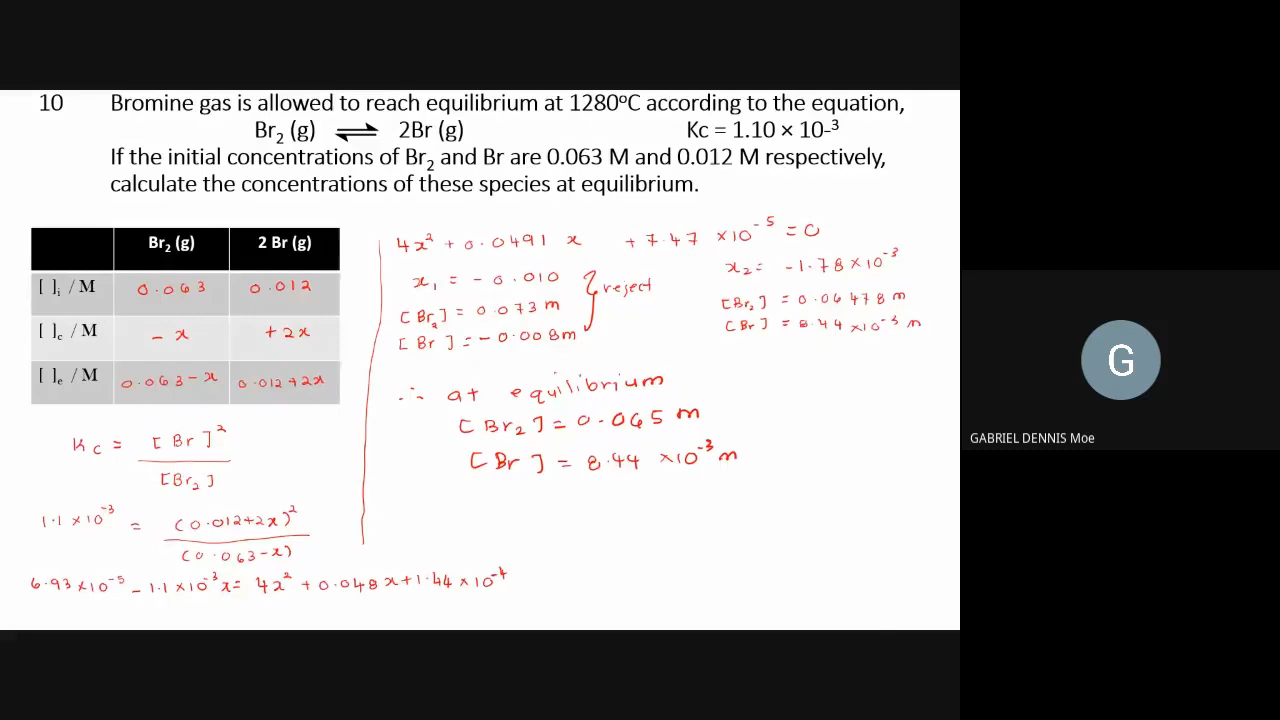 10 Bromine gas is allowed to reach equilibrium at 1280⁰C according to the equation,
Br₂ (g) ⇌ 2Br (g) Kc = 1.10 × 10-³
If the initial concentrations of Br₂ and Br are 0.063 M and 0.012 M respectively,
calculate the concentrations of these species at equilibrium.
Br₂ (g) 2 Br (g)
[ ]ᵢ / M 0.063 0.012
[ ]c / M - x +2x
[ ]ₑ / M 0.063-x 0.012+2x
Kc = [Br]² / [Br₂]
1.1 ×10⁻³ = (0.012+2x)² / (0.063-x)
6.93×10⁻⁵ - 1.1×10⁻³x = 4x² + 0.048x + 1.44×10⁻⁴
4x² + 0.0491 x + 7.47 ×10⁻⁵ = 0
x₁ = - 0.010
[Br₂] = 0.073 M
[Br] = - 0.008M
reject
x₂ = -1.78×10⁻³
[Br₂] = 0.06478M
[Br] = 8.44 ×10⁻³ M
∴ at equilibrium
[Br₂] = 0.065 M
[Br] = 8.44 ×10⁻³ M
G
GABRIEL DENNIS Moe